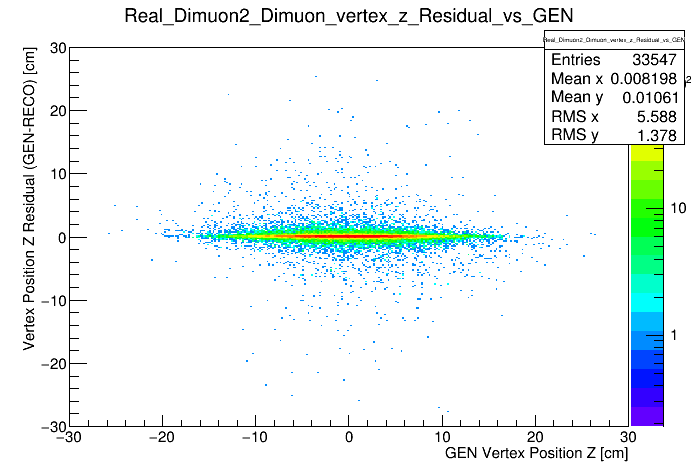 Real_Dimuon2_Dimuon_vertex_z_Residual_vs_GEN
Real_Dimuon2_Dimuon_vertex_z_Residual_vs_GEN
Entries 33547
Mean x 0.008198
Mean y 0.01061
RMS x 5.588
RMS y 1.378
Vertex Position Z Residual (GEN-RECO) [cm]
30
20
10
0
−10
−20
−30
−30 −20 −10 0 10 20 30
GEN Vertex Position Z [cm]
10
1